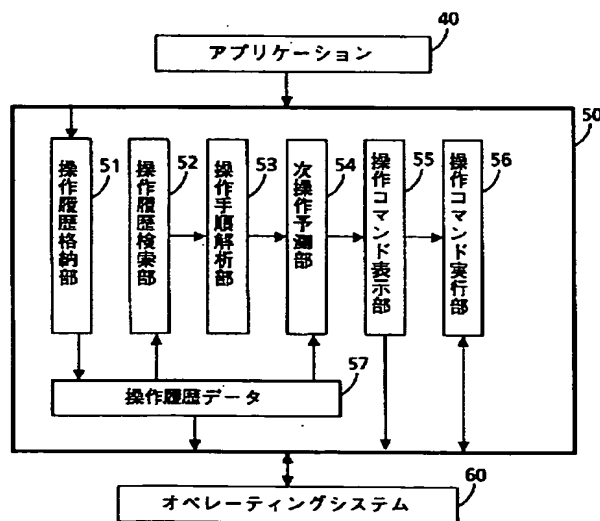 40
アプリケーション
50
操作履歴格納部
51
操作履歴検索部
52
操作手順解析部
53
次操作予測部
54
操作コマンド表示部
55
操作コマンド実行部
56
57
操作履歴データ
60
オペレーティングシステム